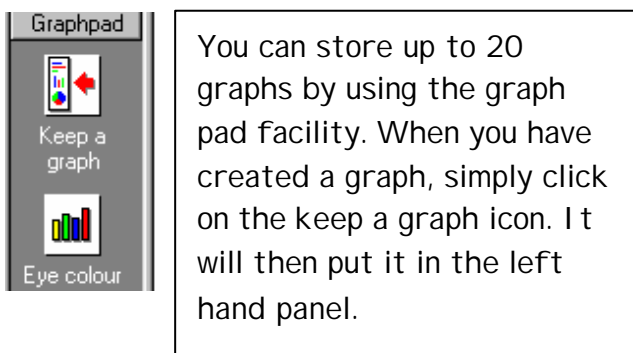 Graphpad
Keep a
graph
Eye colour
You can store up to 20
graphs by using the graph
pad facility. When you have
created a graph, simply click
on the keep a graph icon. It
will then put it in the left
hand panel.